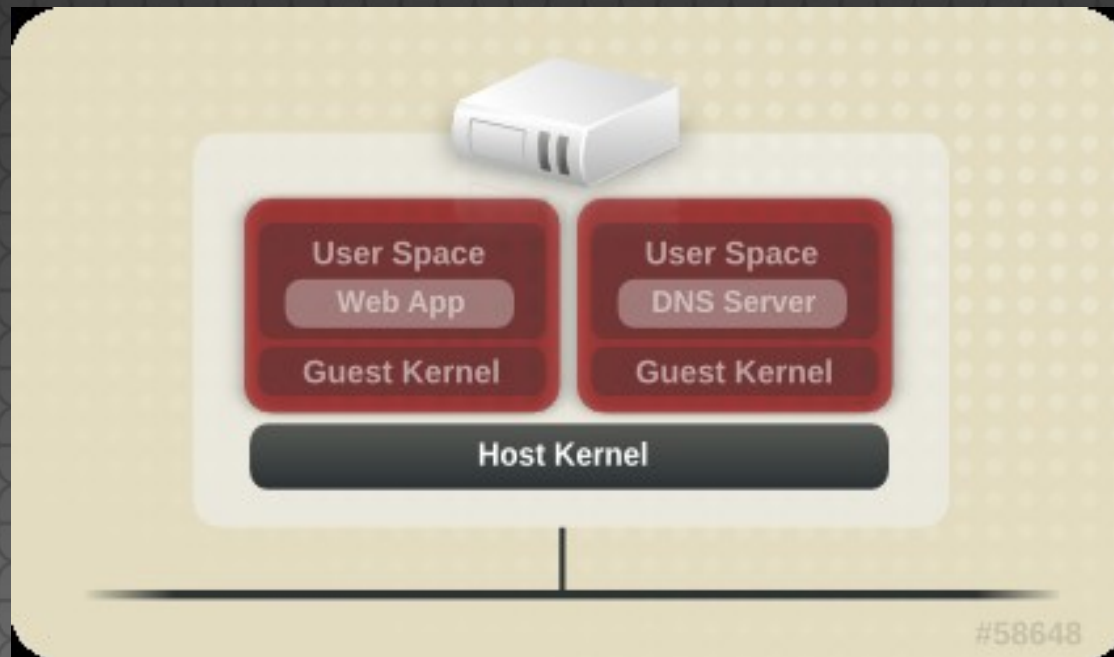 User Space
Web App
Guest Kernel
User Space
DNS Server
Guest Kernel
Host Kernel
#58648